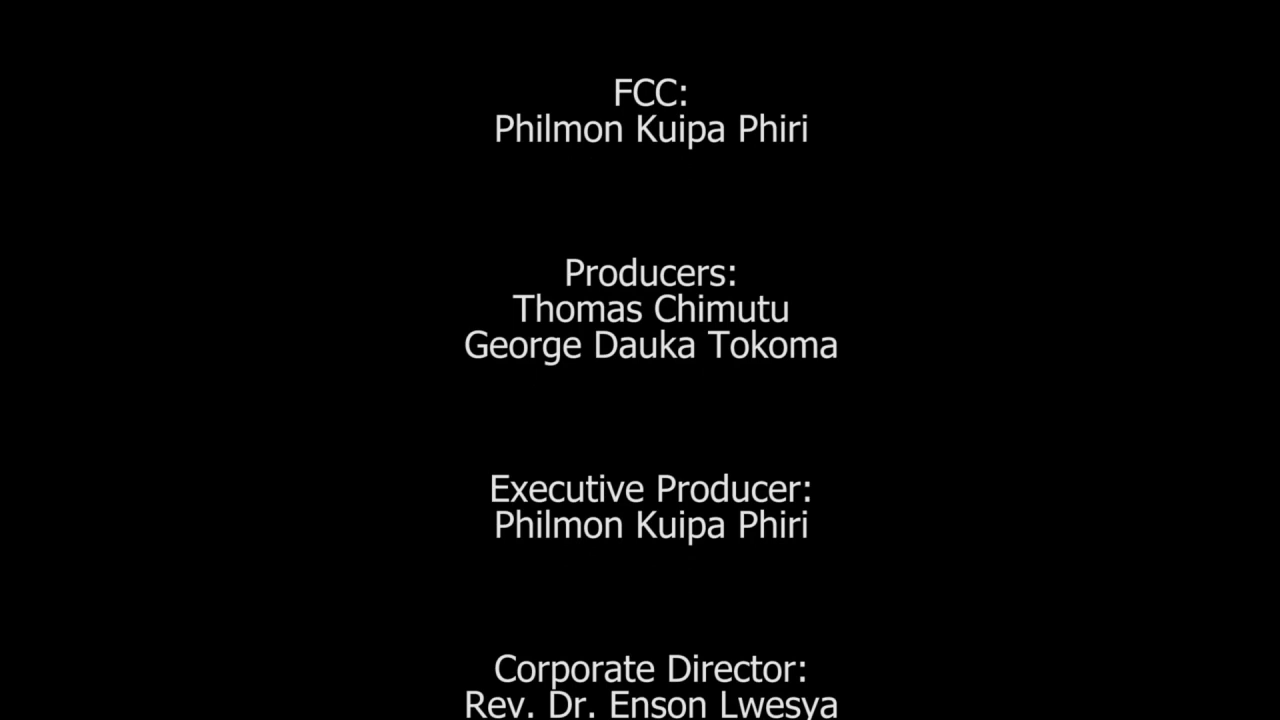 FCC:
Philmon Kuipa Phiri
Producers:
Thomas Chimutu
George Dauka Tokoma
Executive Producer:
Philmon Kuipa Phiri
Corporate Director:
Rev. Dr. Enson Lwesya